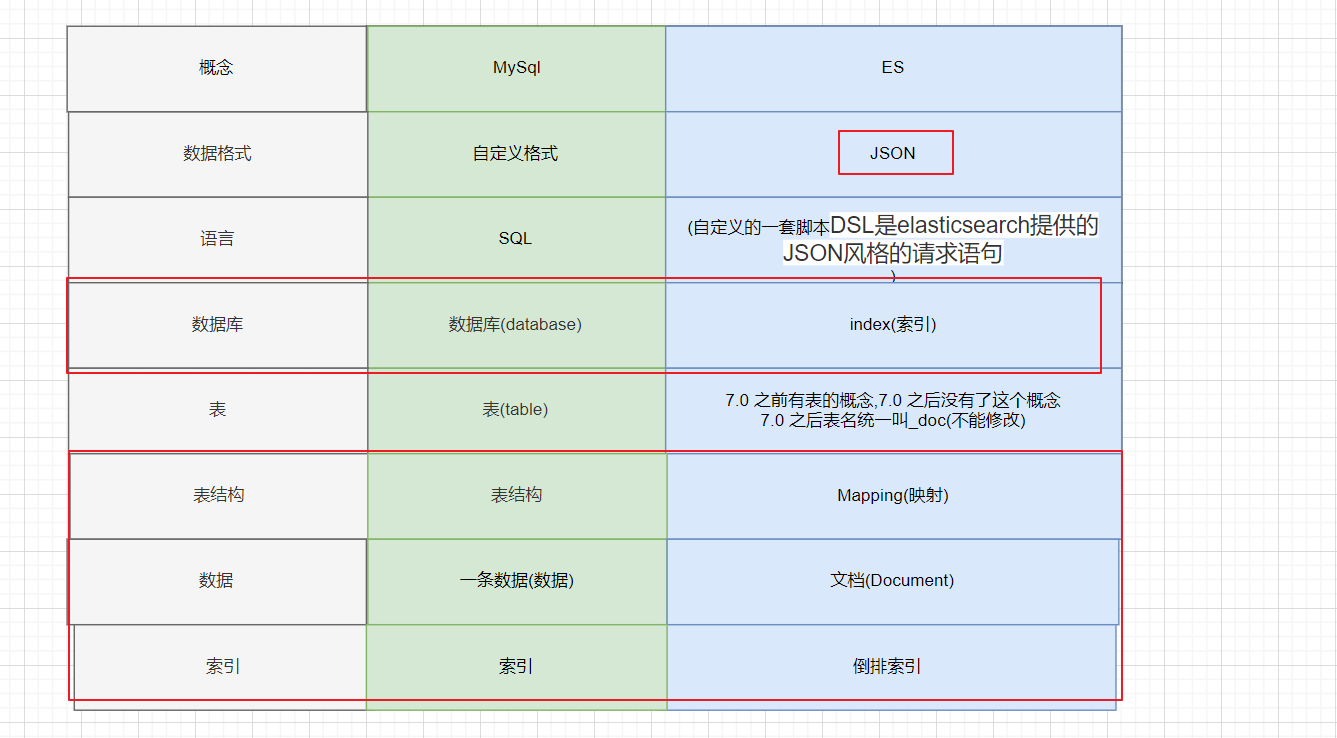 概念 MySql ES
数据格式 自定义格式 JSON
语言 SQL (自定义的一套脚本DSL是elasticsearch提供的
JSON风格的请求语句
)
数据库 数据库(database) index(索引)
表 表(table) 7.0 之前有表的概念,7.0 之后没有了这个概念
7.0 之后表名统一叫_doc(不能修改)
表结构 表结构 Mapping(映射)
数据 一条数据(数据) 文档(Document)
索引 索引 倒排索引